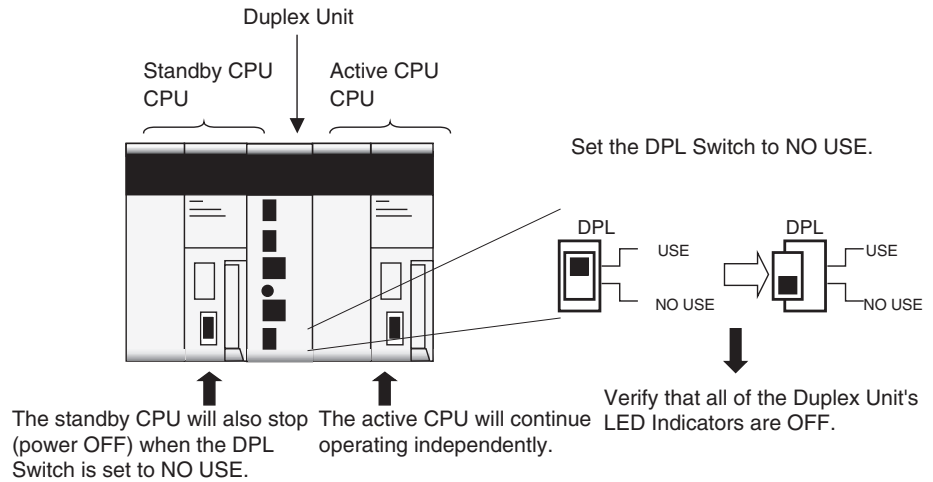 Duplex Unit
Standby CPU
CPU
Active CPU
CPU
Set the DPL Switch to NO USE.
DPL
USE
NO USE
DPL
USE
NO USE
The standby CPU will also stop
(power OFF) when the DPL
Switch is set to NO USE.
The active CPU will continue
operating independently.
Verify that all of the Duplex Unit's
LED Indicators are OFF.